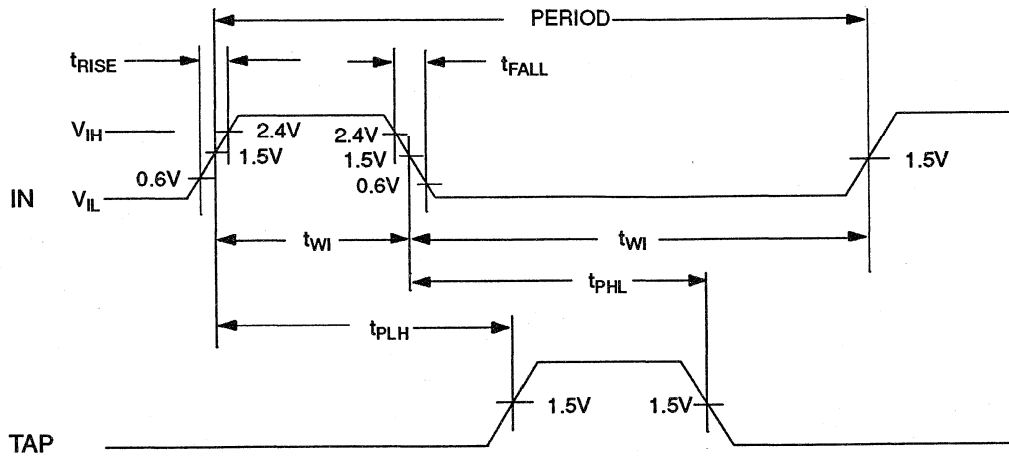 PERIOD
tRISE
tFALL
VIH
2.4V
2.4V
1.5V
1.5V
1.5V
0.6V
0.6V
IN
VIL
tWI
tWI
tPHL
tPLH
1.5V
1.5V
TAP